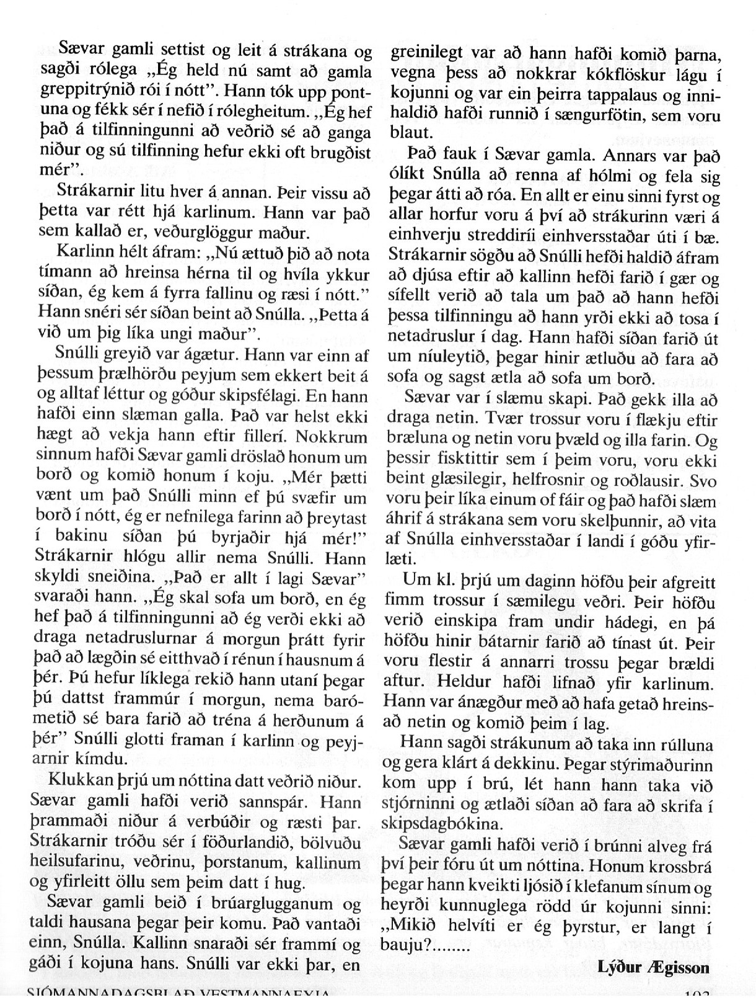 Sævar gamli settist og leit á strákana og
sagði rólega ,,Ég held nú samt að gamla
greppitrýnið rói í nótt”. Hann tók upp pont-
una og fékk sér í nefið í rólegheitum. ,,Ég hef
það á tilfinningunni að veðrið sé að ganga
niður og sú tilfinning hefur ekki oft brugðist
mér”.
Strákarnir litu hver á annan. Þeir vissu að
þetta var rétt hjá karlinum. Hann var það
sem kallað er, veðurglöggur maður.
Karlinn hélt áfram: ,,Nú ættuð þið að nota
tímann að hreinsa hérna til og hvíla ykkur
síðan, ég kem á fyrra fallinu og ræsi í nótt.”
Hann snéri sér síðan beint að Snúlla. ,,Þetta á
við um þig líka ungi maður”.
Snúlli greyið var ágætur. Hann var einn af
þessum þrælhörðu peyjum sem ekkert beit á
og alltaf léttur og góður skipsfélagi. En hann
hafði einn slæman galla. Það var helst ekki
hægt að vekja hann eftir fillerí. Nokkrum
sinnum hafði Sævar gamli dröslað honum um
borð og komið honum í koju. ,,Mér þætti
vænt um það Snúlli minn ef þú svæfir um
borð í nótt, ég er nefnilega farinn að þreytast
í bakinu síðan þú byrjaðir hjá mér!”
Strákarnir hlógu allir nema Snúlli. Hann
skyldi sneiðina. ,,Það er allt í lagi Sævar”
svaraði hann. ,,Ég skal sofa um borð, en ég
hef það á tilfinningunni að ég verði ekki að
draga netadruslurnar á morgun þrátt fyrir
það að lægðin sé eitthvað í rénun í hausnum á
þér. Þú hefur líklega rekið hann utaní þegar
þú dattst frammúr í morgun, nema baró-
metið sé bara farið að tréna á herðunum á
þér” Snúlli glotti framan í karlinn og peyj-
arnir kímdu.
Klukkan þrjú um nóttina datt veðrið niður.
Sævar gamli hafði verið sannspár. Hann
þrammaði niður á verbúðir og ræsti þar.
Strákarnir tróðu sér í föðurlandið, bölvuðu
heilsufarinu, veðrinu, þorstanum, kallinum
og yfirleitt öllu sem þeim datt í hug.
Sævar gamli beið í brúarglugganum og
taldi hausana þegar þeir komu. Það vantaði
einn, Snúlla. Kallinn snaraði sér frammí og
gáði í kojuna hans. Snúlli var ekki þar, en
greinilegt var að hann hafði komið þarna,
vegna þess að nokkrar kókflöskur lágu í
kojunni og var ein þeirra tappalaus og inni-
haldið hafði runnið í sængurfötin, sem voru
blaut.
Það fauk í Sævar gamla. Annars var það
ólíkt Snúlla að renna af hólmi og fela sig
þegar átti að róa. En allt er einu sinni fyrst og
allar horfur voru á því að strákurinn væri á
einhverju streddiríi einhversstaðar úti í bæ.
Strákarnir sögðu að Snúlli hefði haldið áfram
að djúsa eftir að kallinn hefði farið í gær og
sífellt verið að tala um það að hann hefði
þessa tilfinningu að hann yrði ekki að tosa í
netadruslur í dag. Hann hafði síðan farið út
um níuleytið, þegar hinir ætluðu að fara að
sofa og sagst ætla að sofa um borð.
Sævar var í slæmu skapi. Það gekk illa að
draga netin. Tvær trossur voru í flækju eftir
bræluna og netin voru þvæld og illa farin. Og
þessir fisktittir sem í þeim voru, voru ekki
beint glæsilegir, helfrosnir og roðlausir. Svo
voru þeir líka einum of fáir og það hafði slæm
áhrif á strákana sem voru skelþunnir, að vita
af Snúlla einhversstaðar í landi í góðu yfir-
læti.
Um kl. þrjú um daginn höfðu þeir afgreitt
fimm trossur í sæmilegu veðri. Þeir höfðu
verið einskipa fram undir hádegi, en þá
höfðu hinir bátarnir farið að tínast út. Þeir
voru flestir á annarri trossu þegar brældi
aftur. Heldur hafði lifnað yfir karlinum.
Hann var ánægður með að hafa getað hreins-
að netin og komið þeim í lag.
Hann sagði strákunum að taka inn rúlluna
og gera klárt á dekkinu. Þegar stýrimaðurinn
kom upp í brú, lét hann hann taka við
stjórninni og ætlaði síðan að fara að skrifa í
skipsdagbókina.
Sævar gamli hafði verið í brúnni alveg frá
því þeir fóru út um nóttina. Honum krossbrá
þegar hann kveikti ljósið í klefanum sínum og
heyrði kunnuglega rödd úr kojunni sinni:
,,Mikið helvíti er ég þyrstur, er langt í
bauju?........
Lýður Ægisson
SJÓMANNADAGSBLAÐ VESTMANNAEYJA